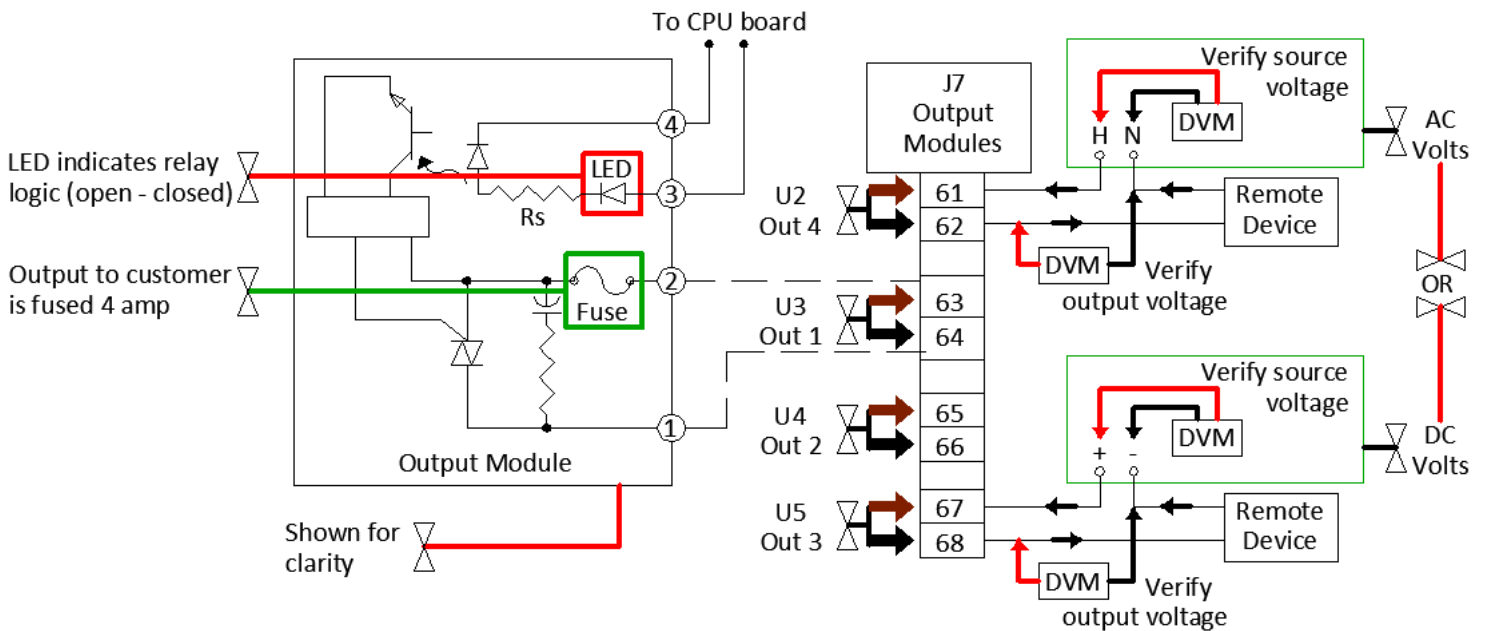 To CPU board
LED indicates relay
logic (open - closed)
Output to customer
is fused 4 amp
4
LED
3
Rs
2
Fuse
1
Output Module
Shown for
clarity
J7
Output
Modules
U2
Out 4
61
62
U3
Out 1
63
64
U4
Out 2
65
66
U5
Out 3
67
68
Verify source
voltage
DVM
H N
Remote
Device
DVM
Verify
output voltage
AC
Volts
OR
DC
Volts
Verify source
voltage
DVM
+ -
Remote
Device
DVM
Verify
output voltage